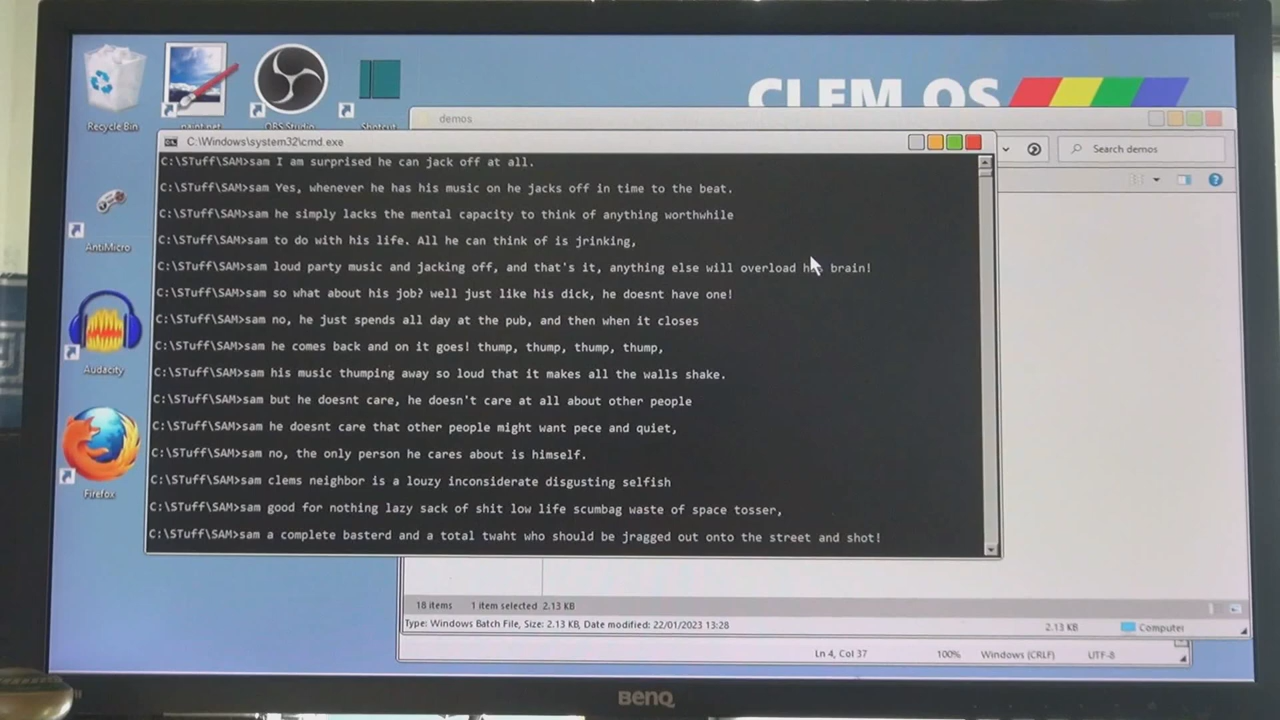 CLEM OS
Recycle Bin
paint.net
OBS Studio
Shotcut
demos
C:\Windows\system32\cmd.exe
Search demos
C:\STuff\SAM>sam I am surprised he can jack off at all.
C:\STuff\SAM>sam Yes, whenever he has his music on he jacks off in time to the beat.
C:\STuff\SAM>sam he simply lacks the mental capacity to think of anything worthwhile
C:\STuff\SAM>sam to do with his life. All he can think of is jrinking,
C:\STuff\SAM>sam loud party music and jacking off, and that's it, anything else will overload his brain!
C:\STuff\SAM>sam so what about his job? well just like his dick, he doesnt have one!
C:\STuff\SAM>sam no, he just spends all day at the pub, and then when it closes
C:\STuff\SAM>sam he comes back and on it goes! thump, thump, thump, thump,
C:\STuff\SAM>sam his music thumping away so loud that it makes all the walls shake.
C:\STuff\SAM>sam but he doesnt care, he doesn't care at all about other people
C:\STuff\SAM>sam he doesnt care that other people might want pece and quiet,
C:\STuff\SAM>sam no, the only person he cares about is himself.
C:\STuff\SAM>sam clems neighbor is a louzy inconsiderate disgusting selfish
C:\STuff\SAM>sam good for nothing lazy sack of shit low life scumbag waste of space tosser,
C:\STuff\SAM>sam a complete basterd and a total twaht who should be jragged out onto the street and shot!
AntiMicro
Audacity
Firefox
18 items 1 item selected 2.13 KB
Type: Windows Batch File, Size: 2.13 KB, Date modified: 22/01/2023 13:28 2.13 KB Computer
Ln 4, Col 37 100% Windows (CRLF) UTF-8
BenQ